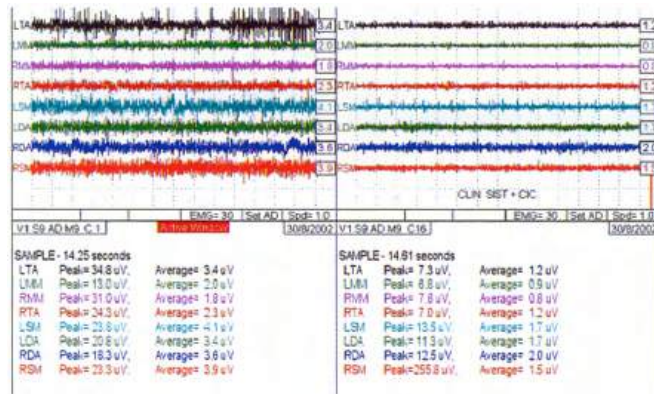 LTA 3.4
LMM 2.0
RMM 1.8
RTA 2.3
LSM 4.1
LDA 3.4
RDA 3.6
RSM 3.9
EMG= 30 Set AD Spd= 1.0
V1 S9 AD M9 C 1 Active Window 30/8/2002
SAMPLE - 14.25 seconds
LTA Peak= 34.8 uV, Average= 3.4 uV
LMM Peak= 13.0 uV, Average= 2.0 uV
RMM Peak= 31.0 uV, Average= 1.8 uV
RTA Peak= 24.3 uV, Average= 2.3 uV
LSM Peak= 23.8 uV, Average= 4.1 uV
LDA Peak= 20.8 uV, Average= 3.4 uV
RDA Peak= 18.3 uV, Average= 3.6 uV
RSM Peak= 23.3 uV, Average= 3.9 uV
LTA 1.2
LMM
RMM
RTA
LSM
LDA
RDA 2.0
RSM
CLIN SIST + CIC
EMG= 30 Set AD Spd= 1.0
V1 S9 AD M9 C16 30/8/2002
SAMPLE - 14.61 seconds
LTA Peak= 7.3 uV, Average= 1.2 uV
LMM Peak= 6.8 uV, Average= 0.9 uV
RMM Peak= 7.6 uV, Average= 0.8 uV
RTA Peak= 7.0 uV, Average= 1.2 uV
LSM Peak= 13.5 uV, Average= 1.7 uV
LDA Peak= 11.3 uV, Average= 1.7 uV
RDA Peak= 12.5 uV, Average= 2.0 uV
RSM Peak= 255.8 uV, Average= 1.5 uV